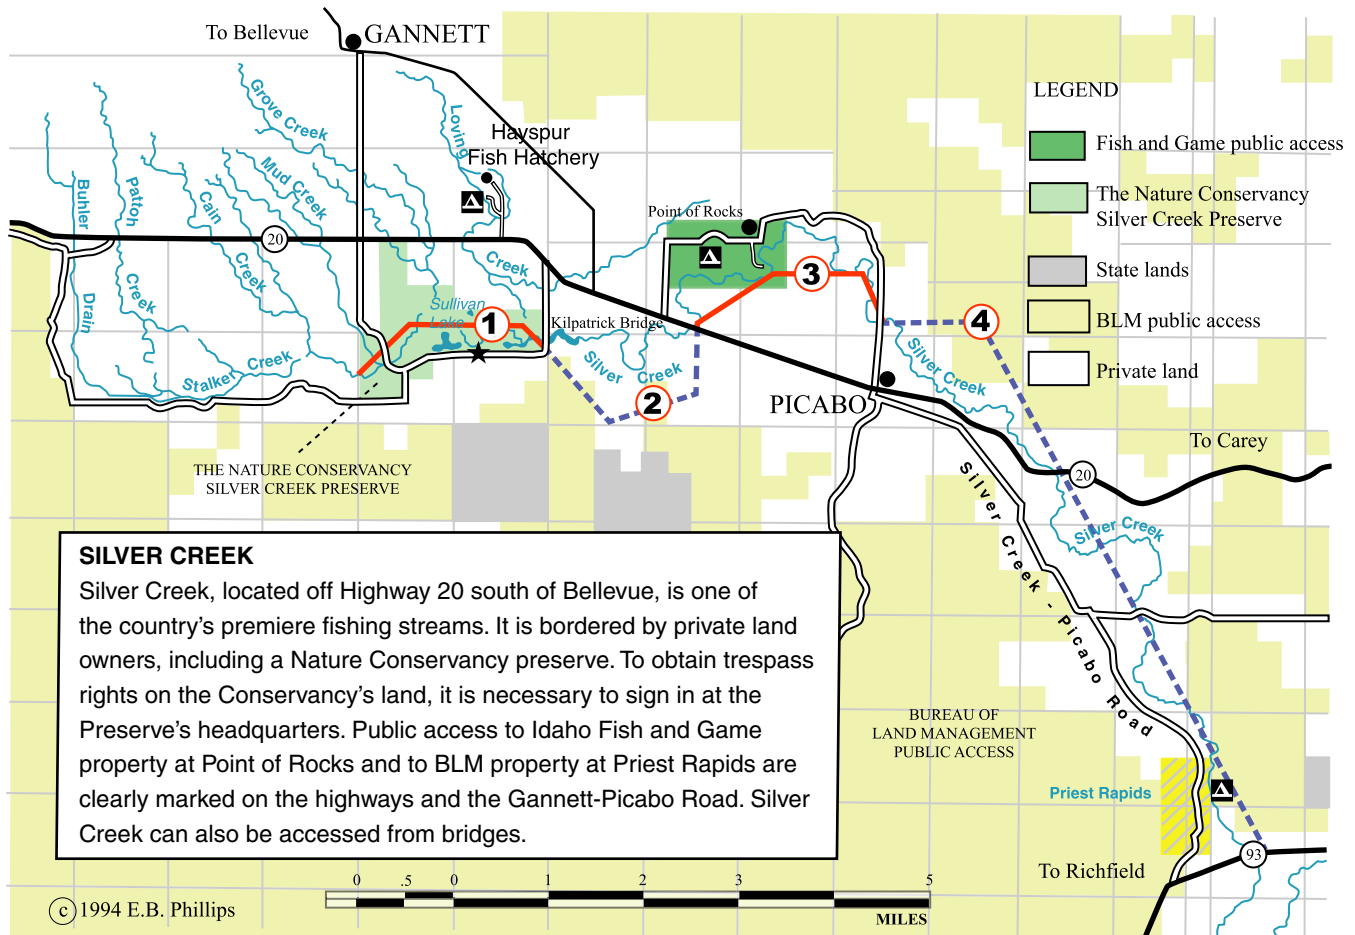 To Bellevue
GANNETT
LEGEND
Fish and Game public access
The Nature Conservancy
Silver Creek Preserve
State lands
BLM public access
Private land
Grove Creek
Loving
Hayspur
Fish Hatchery
Mud Creek
Buhler
Patton
Cain
Point of Rocks
20
Creek
Creek
Creek
Drain
Sullivan
Lake
1
Kilpatrick Bridge
3
4
Stalker Creek
Silver
Creek
2
Silver Creek
PICABO
To Carey
THE NATURE CONSERVANCY
SILVER CREEK PRESERVE
20
Silver Creek
Silver Creek - Picabo Road
SILVER CREEK
Silver Creek, located off Highway 20 south of Bellevue, is one of
the country's premiere fishing streams. It is bordered by private land
owners, including a Nature Conservancy preserve. To obtain trespass
rights on the Conservancy's land, it is necessary to sign in at the
Preserve's headquarters. Public access to Idaho Fish and Game
property at Point of Rocks and to BLM property at Priest Rapids are
clearly marked on the highways and the Gannett-Picabo Road. Silver
Creek can also be accessed from bridges.
BUREAU OF
LAND MANAGEMENT
PUBLIC ACCESS
Priest Rapids
93
To Richfield
0 .5 0 1 2 3 5
MILES
c 1994 E.B. Phillips